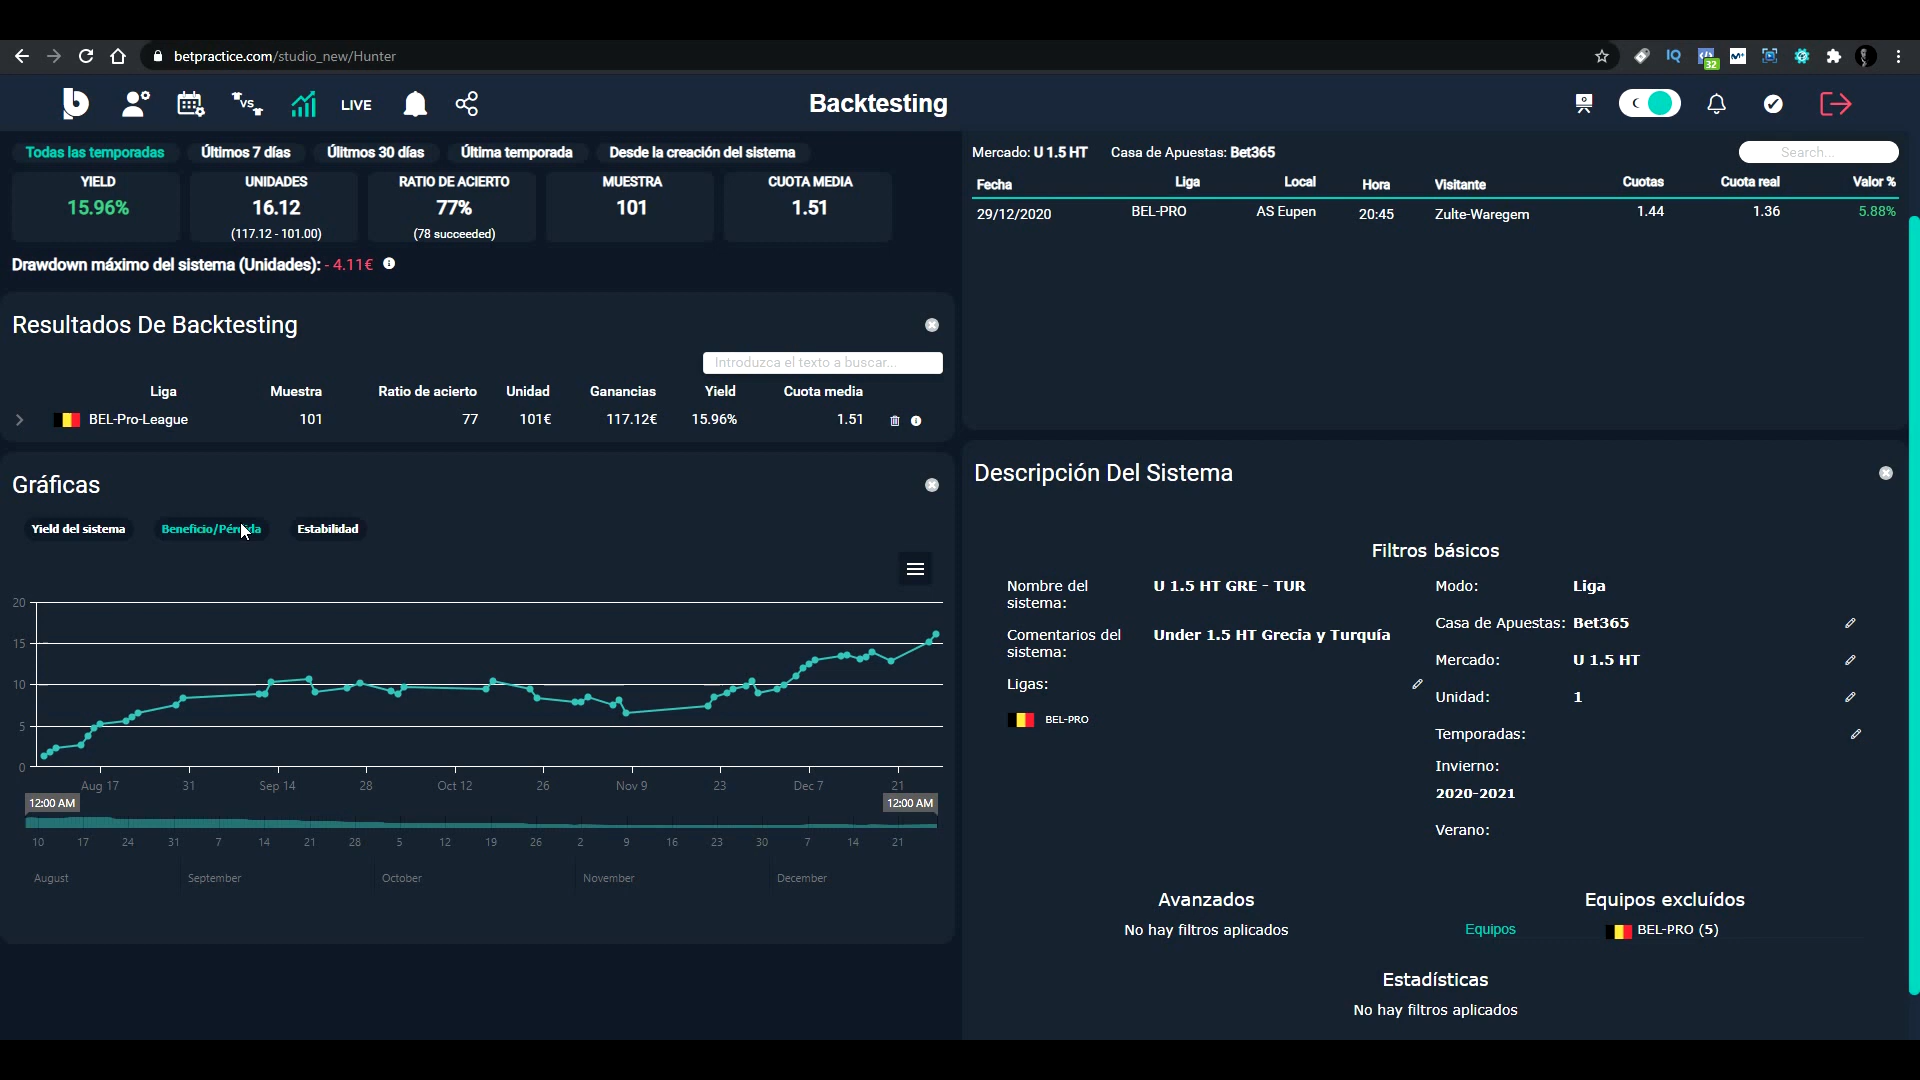 betpractice.com/studio_new/Hunter
IQ
32
b
VS
LIVE
Backtesting
Todas las temporadas Últimos 7 días Úlitmos 30 días Última temporada Desde la creación del sistema
YIELD UNIDADES RATIO DE ACIERTO MUESTRA CUOTA MEDIA
15.96% 16.12 77% 101 1.51
(117.12 - 101.00) (78 succeeded)
Drawdown máximo del sistema (Unidades): - 4.11€
Resultados De Backtesting
Introduzca el texto a buscar...
Liga Muestra Ratio de acierto Unidad Ganancias Yield Cuota media
BEL-Pro-League 101 77 101€ 117.12€ 15.96% 1.51
Gráficas
Yield del sistema Beneficio/Pérdida Estabilidad
20
15
10
5
0
Aug 17 31 Sep 14 28 Oct 12 26 Nov 9 23 Dec 7 21
12:00 AM 12:00 AM
10 17 24 31 7 14 21 28 5 12 19 26 2 9 16 23 30 7 14 21
August September October November December
Mercado: U 1.5 HT Casa de Apuestas: Bet365
Search...
Fecha Liga Local Hora Visitante Cuotas Cuota real Valor %
29/12/2020 BEL-PRO AS Eupen 20:45 Zulte-Waregem 1.44 1.36 5.88%
Descripción Del Sistema
Filtros básicos
Nombre del sistema: U 1.5 HT GRE - TUR
Comentarios del sistema: Under 1.5 HT Grecia y Turquía
Ligas:
BEL-PRO
Modo: Liga
Casa de Apuestas: Bet365
Mercado: U 1.5 HT
Unidad: 1
Temporadas:
Invierno:
2020-2021
Verano:
Avanzados
No hay filtros aplicados
Equipos excluídos
Equipos BEL-PRO (5)
Estadísticas
No hay filtros aplicados